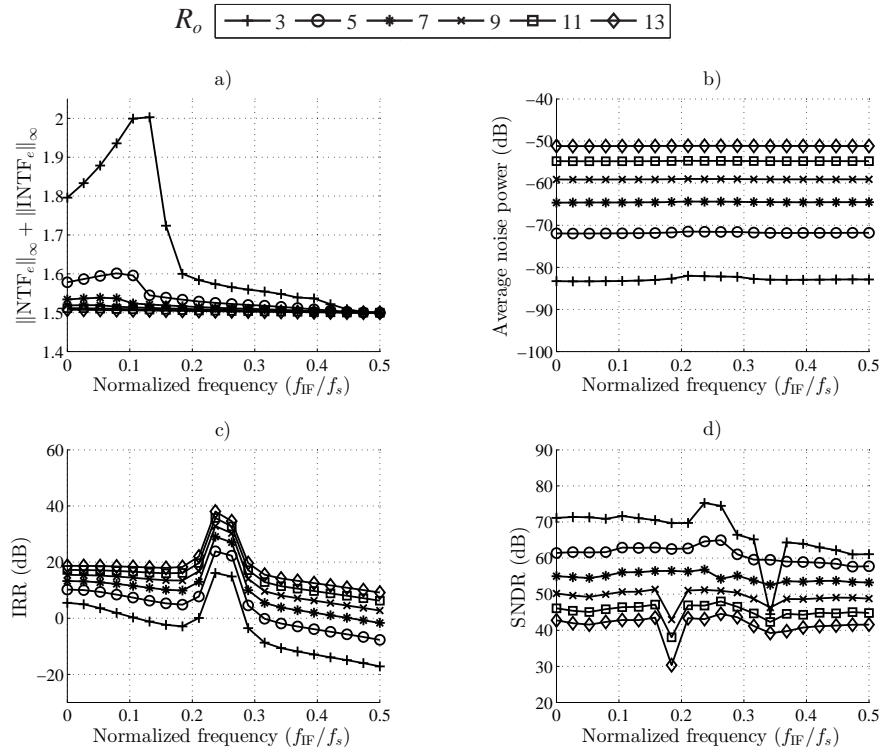 R_o 3 5 7 9 11 13
a)
‖NTF_e‖_∞ + ‖INTF_e‖_∞
2
1.9
1.8
1.7
1.6
1.5
1.4
0 0.1 0.2 0.3 0.4 0.5
Normalized frequency (f_IF/f_s)
b)
Average noise power (dB)
−40
−50
−60
−70
−80
−90
−100
0 0.1 0.2 0.3 0.4 0.5
Normalized frequency (f_IF/f_s)
c)
IRR (dB)
60
40
20
0
−20
0 0.1 0.2 0.3 0.4 0.5
Normalized frequency (f_IF/f_s)
d)
SNDR (dB)
90
80
70
60
50
40
30
20
0 0.1 0.2 0.3 0.4 0.5
Normalized frequency (f_IF/f_s)